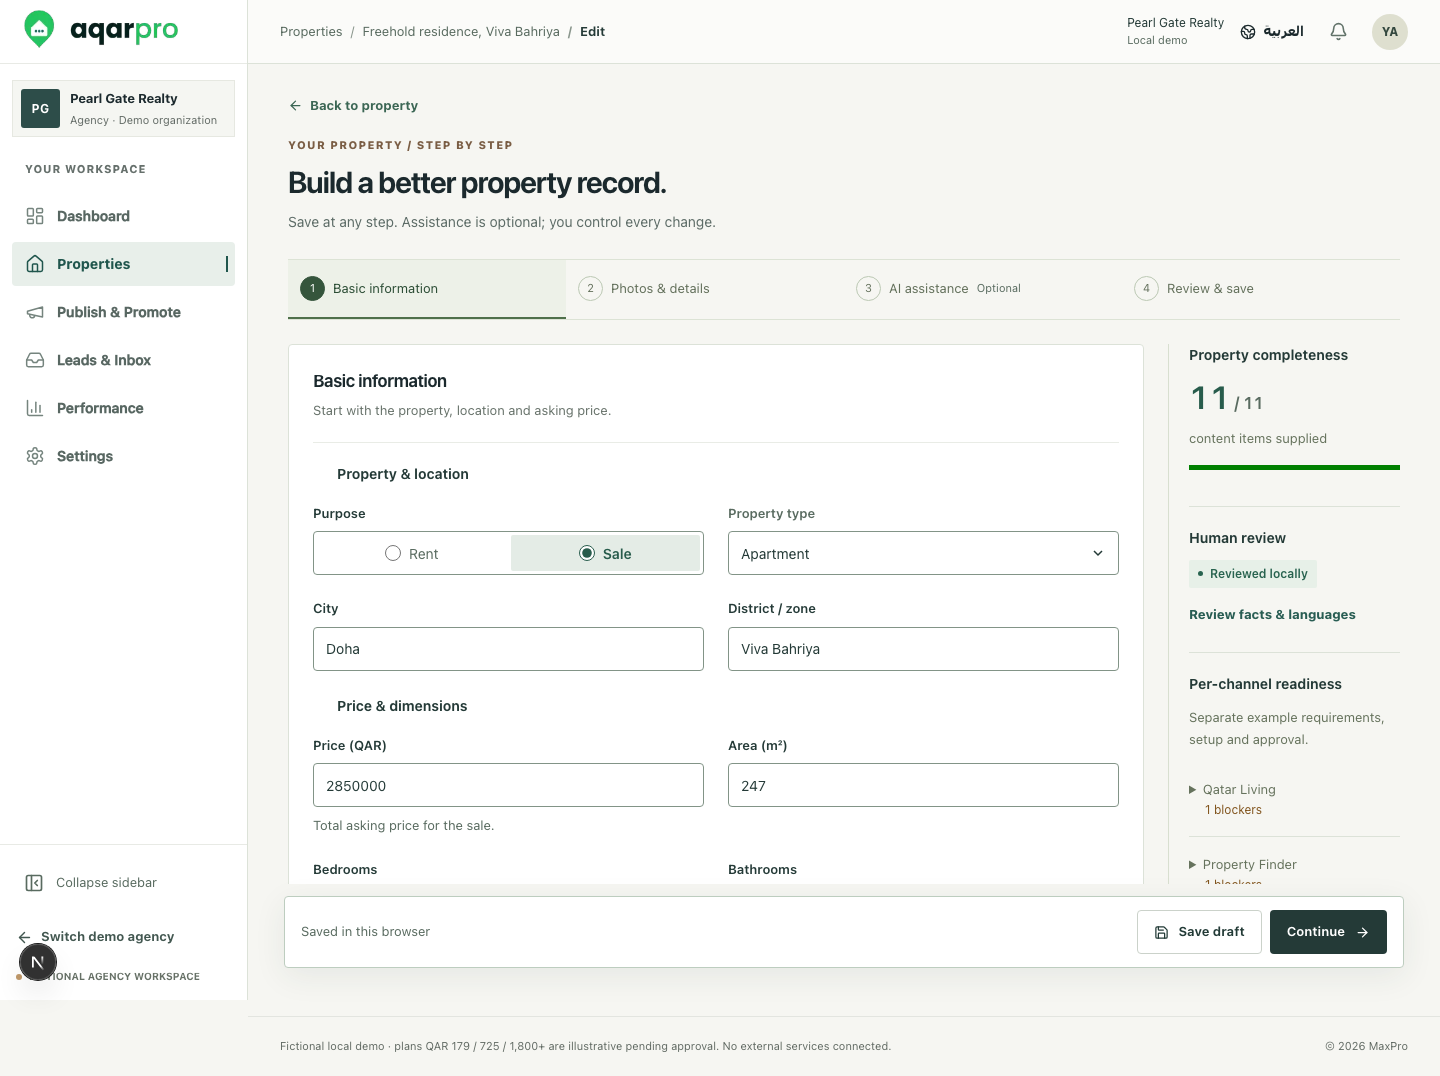 aqarpro
Properties / Freehold residence, Viva Bahriya / Edit
Pearl Gate Realty
Local demo
العربية
YA
PG
Pearl Gate Realty
Agency · Demo organization
YOUR WORKSPACE
Dashboard
Properties
Publish & Promote
Leads & Inbox
Performance
Settings
Collapse sidebar
Switch demo agency
N
IONAL AGENCY WORKSPACE
Back to property
YOUR PROPERTY / STEP BY STEP
Build a better property record.
Save at any step. Assistance is optional; you control every change.
1 Basic information
2 Photos & details
3 AI assistance Optional
4 Review & save
Basic information
Start with the property, location and asking price.
Property & location
Purpose
Rent
Sale
Property type
Apartment
City
Doha
District / zone
Viva Bahriya
Price & dimensions
Price (QAR)
2850000
Total asking price for the sale.
Area (m²)
247
Bedrooms
Bathrooms
Property completeness
11 / 11
content items supplied
Human review
Reviewed locally
Review facts & languages
Per-channel readiness
Separate example requirements,
setup and approval.
Qatar Living
1 blockers
Property Finder
1 blockers
Saved in this browser
Save draft
Continue
Fictional local demo · plans QAR 179 / 725 / 1,800+ are illustrative pending approval. No external services connected.
© 2026 MaxPro